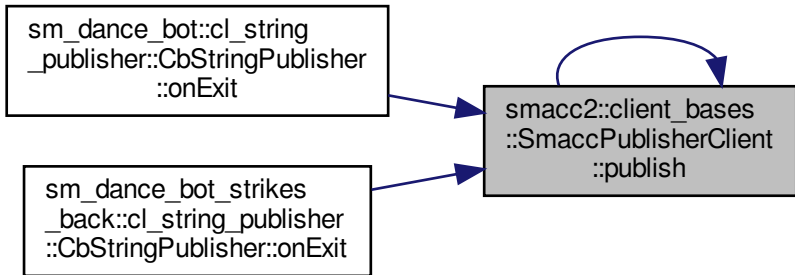 sm_dance_bot::cl_string
_publisher::CbStringPublisher
::onExit
smacc2::client_bases
::SmaccPublisherClient
::publish
sm_dance_bot_strikes
_back::cl_string_publisher
::CbStringPublisher::onExit